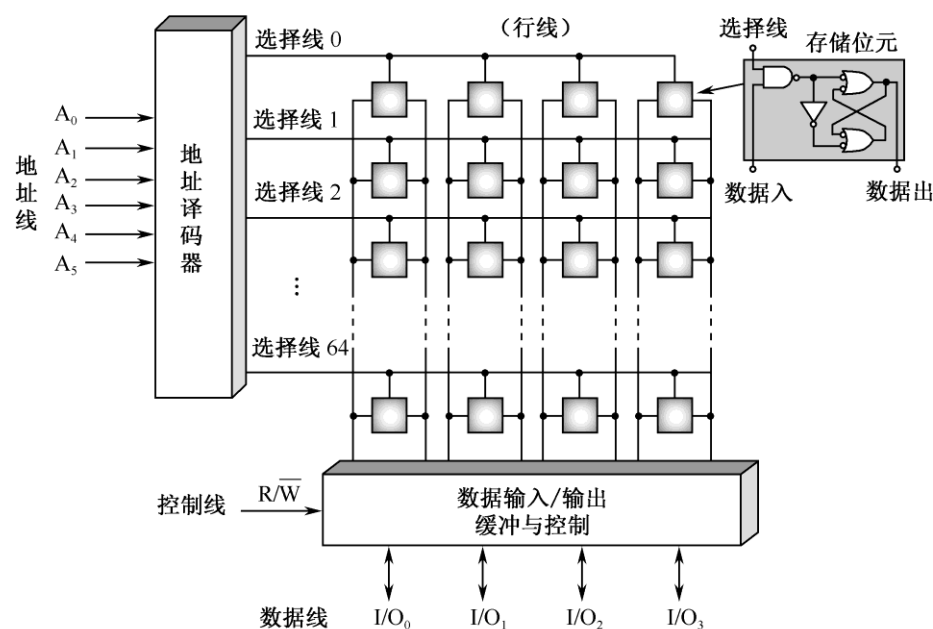 选择线 0
（行线）
选择线
存储位元
数据入
数据出
选择线 1
选择线 2
⋮
选择线 64
地址线
A₀
A₁
A₂
A₃
A₄
A₅
地址译码器
控制线
R/W̅
数据输入/输出
缓冲与控制
数据线
I/O₀
I/O₁
I/O₂
I/O₃